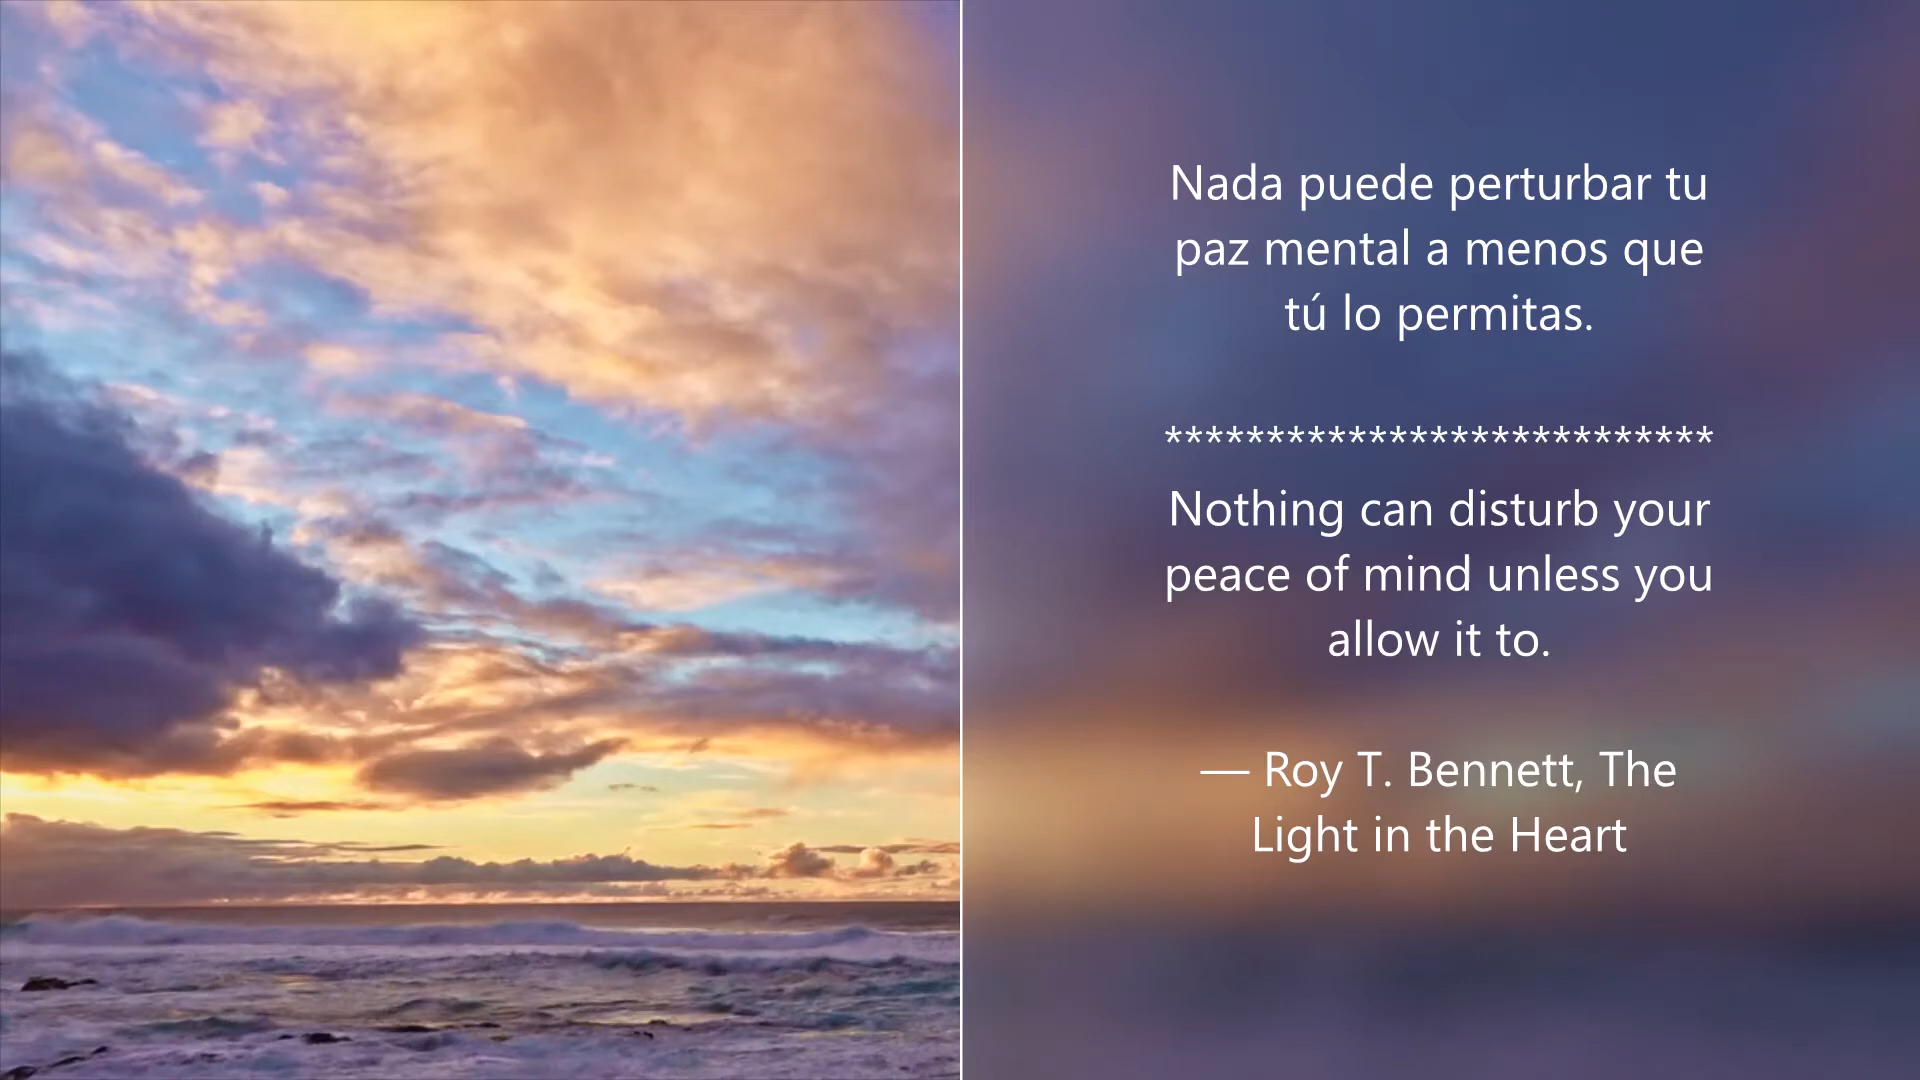 Nada puede perturbar tu
paz mental a menos que
tú lo permitas.
***************************
Nothing can disturb your
peace of mind unless you
allow it to.
— Roy T. Bennett, The
Light in the Heart